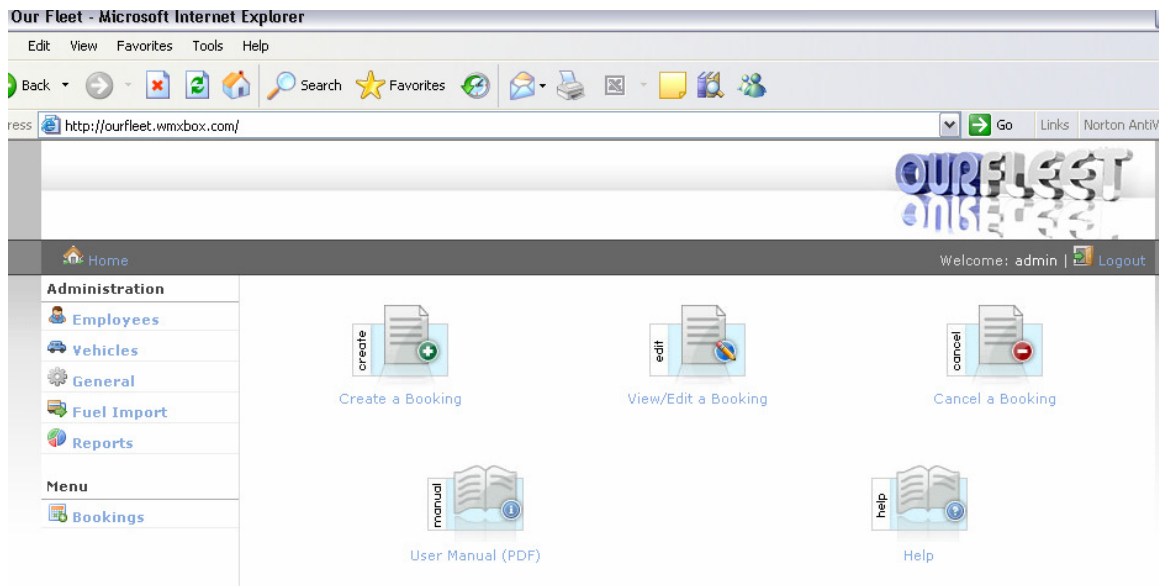 Our Fleet - Microsoft Internet Explorer
Edit View Favorites Tools Help
Back Search Favorites
ress http://ourfleet.wmxbox.com/ Go Links Norton AntiV
OURFLEET
Home Welcome: admin | Logout
Administration
Employees
Vehicles
General
Fuel Import
Reports
Menu
Bookings
create
Create a Booking
edit
View/Edit a Booking
cancel
Cancel a Booking
manual
User Manual (PDF)
help
Help